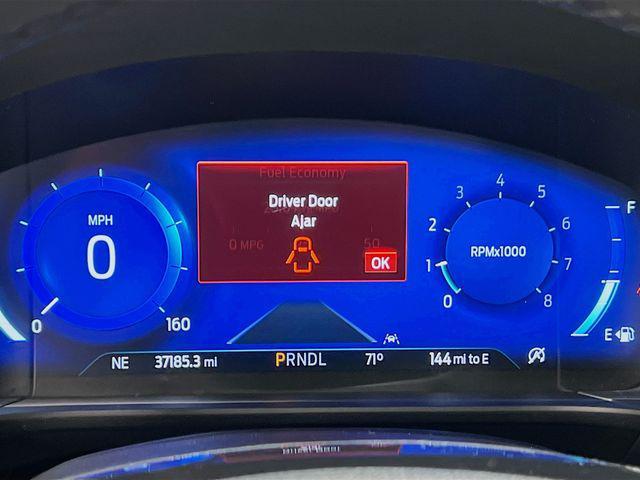 Fuel Economy
Driver Door
Ajar
0 MPG
50
OK
MPH
0
0
160
0
1
2
3
4
5
6
7
8
RPMx1000
F
E
NE
37185.3 mi
PRNDL
71°
144 mi to E